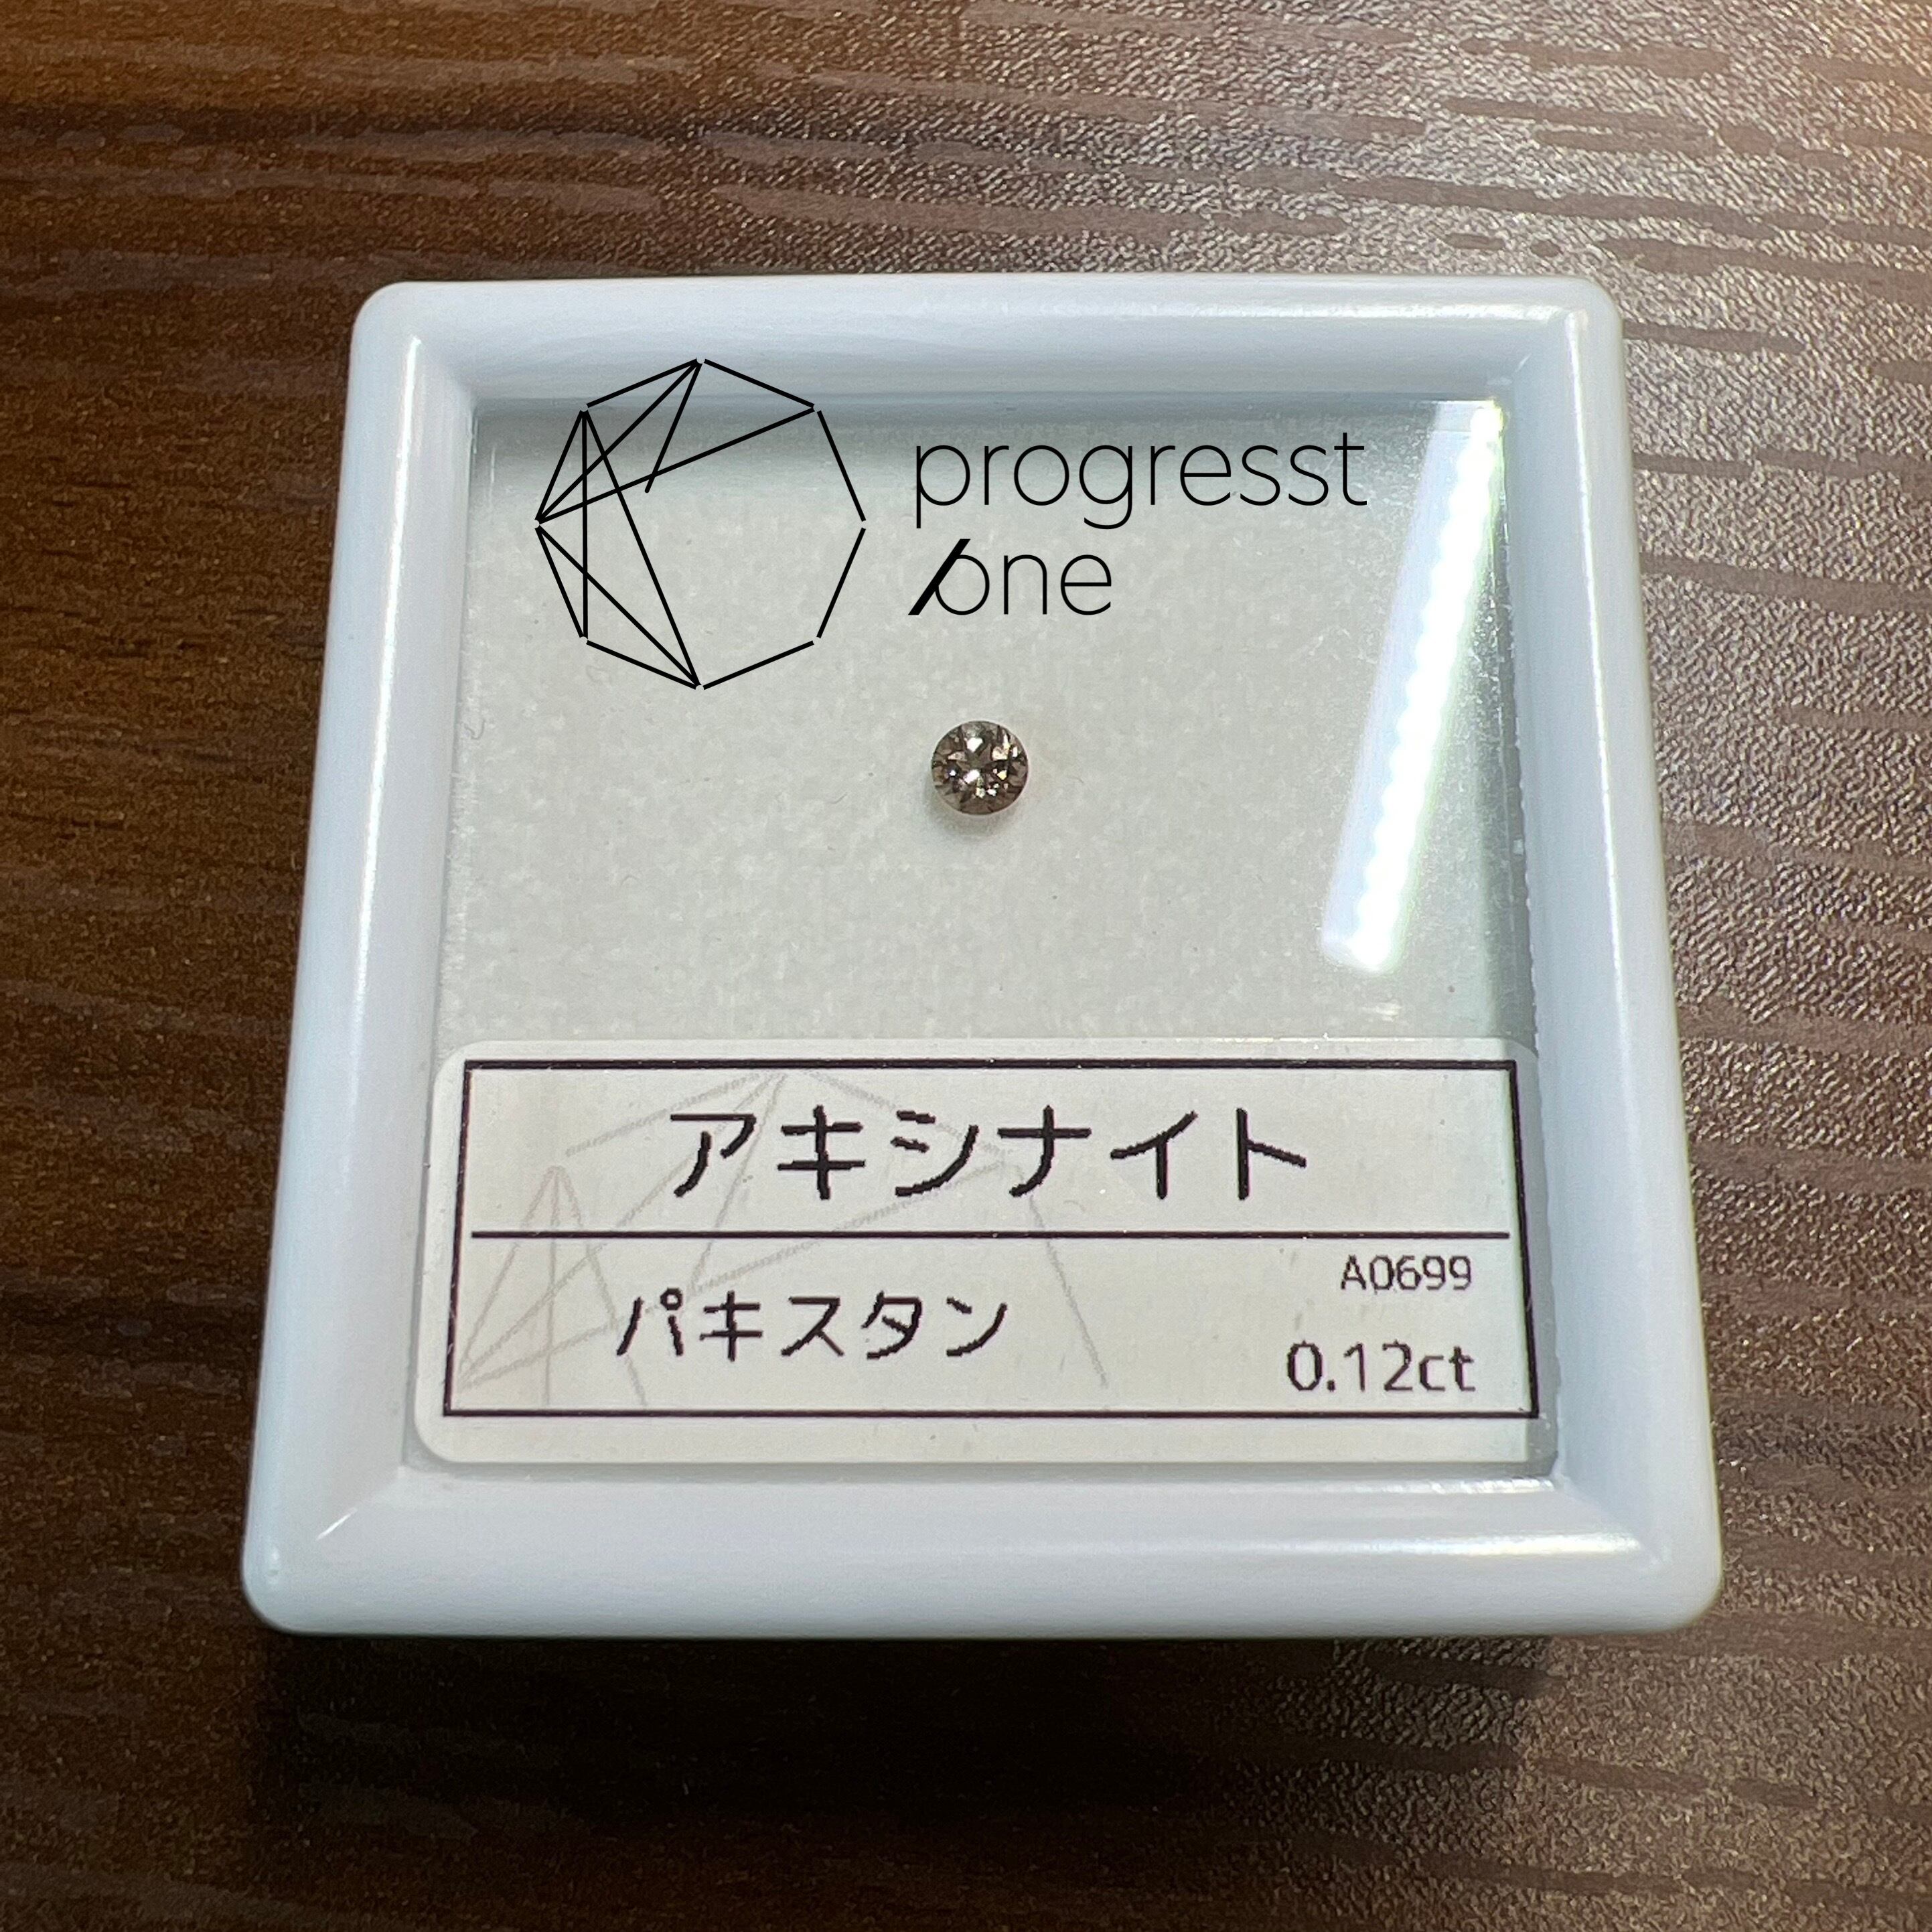 progresst
one
アキシナイト
パキスタン
A0699
0.12ct